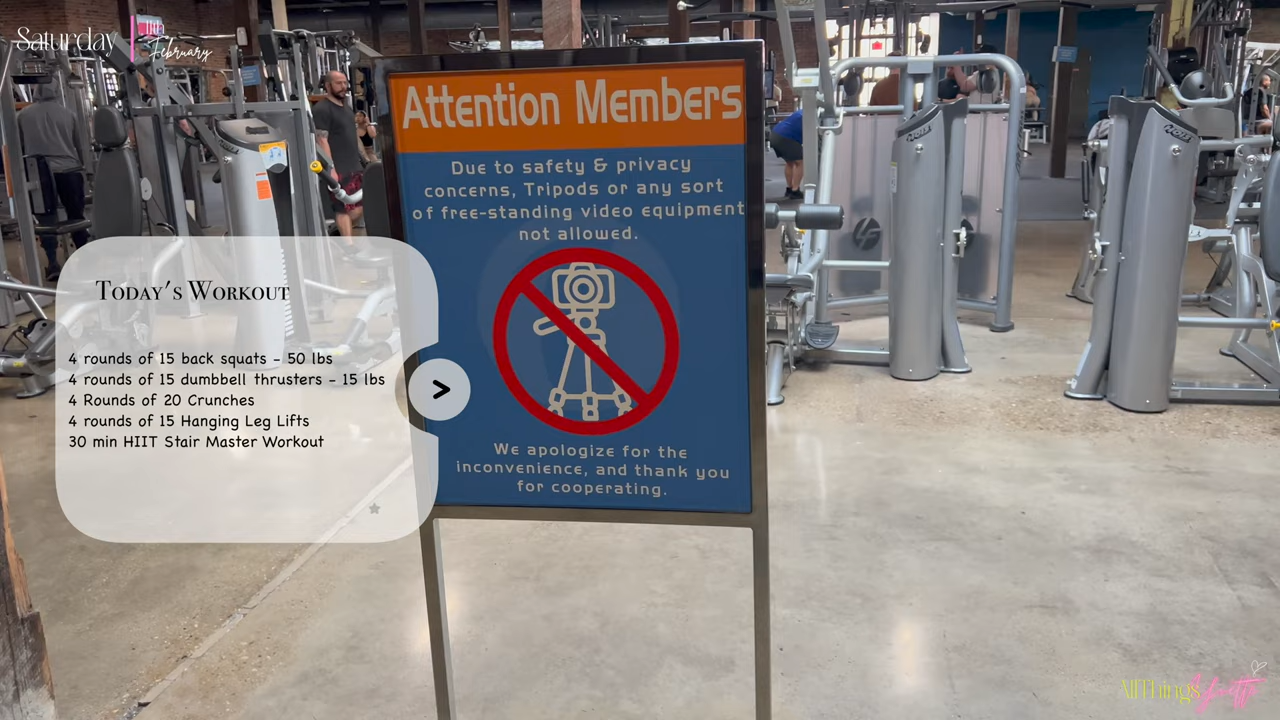 Saturday
11th
February
Attention Members
Due to safety & privacy
concerns, Tripods or any sort
of free-standing video equipment
not allowed.
We apologize for the
inconvenience, and thank you
for cooperating.
Today's Workout
4 rounds of 15 back squats - 50 lbs
4 rounds of 15 dumbbell thrusters - 15 lbs
4 Rounds of 20 Crunches
4 rounds of 15 Hanging Leg Lifts
30 min HIIT Stair Master Workout
>